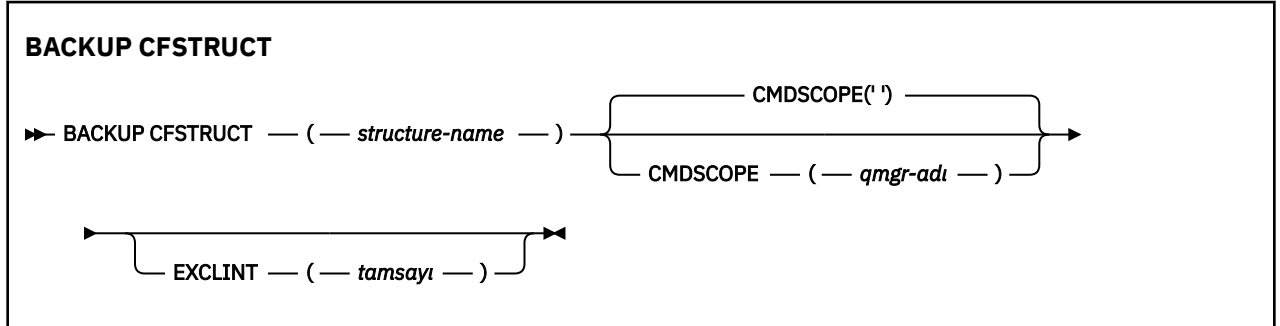 BACKUP CFSTRUCT
CMDSCOPE(' ')
BACKUP CFSTRUCT ( structure-name )
CMDSCOPE ( qmgr-adı )
EXCLINT ( tamsayı )